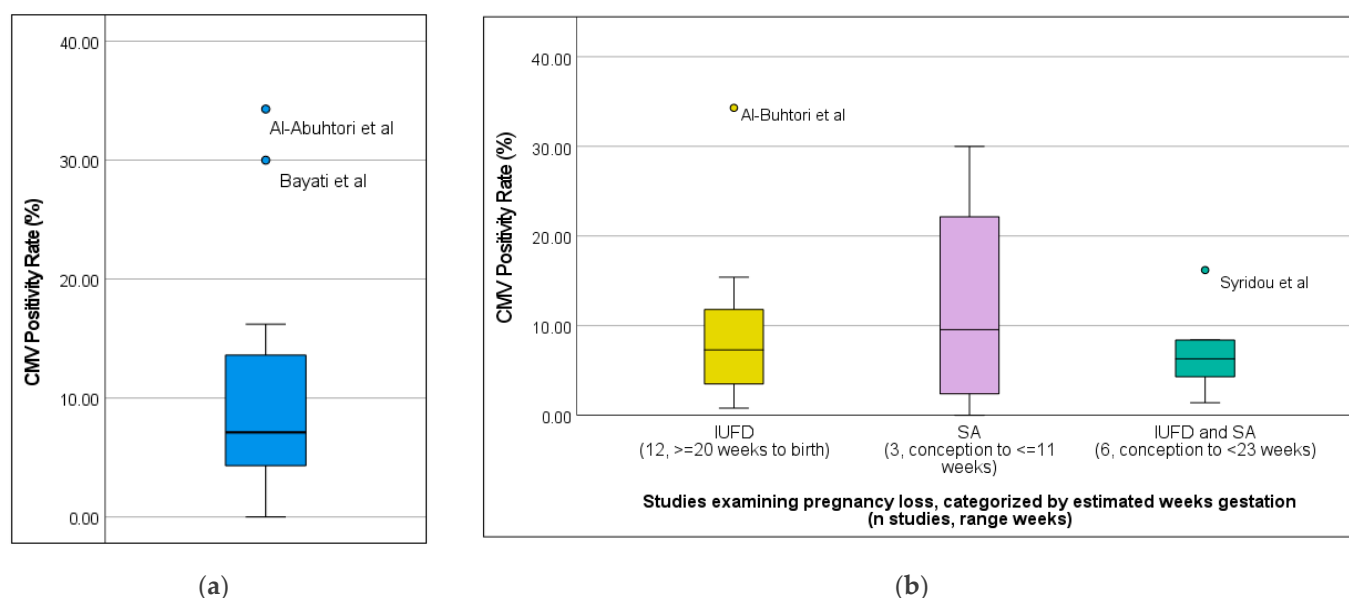 40.00
30.00
20.00
10.00
0.00
CMV Positivity Rate (%)
Al-Abuhtori et al
Bayati et al
(a)
40.00
30.00
20.00
10.00
0.00
CMV Positivity Rate (%)
Al-Buhtori et al
Syridou et al
IUFD
(12, >=20 weeks to birth)
SA
(3, conception to <=11
weeks)
IUFD and SA
(6, conception to <23 weeks)
Studies examining pregnancy loss, categorized by estimated weeks gestation
(n studies, range weeks)
(b)